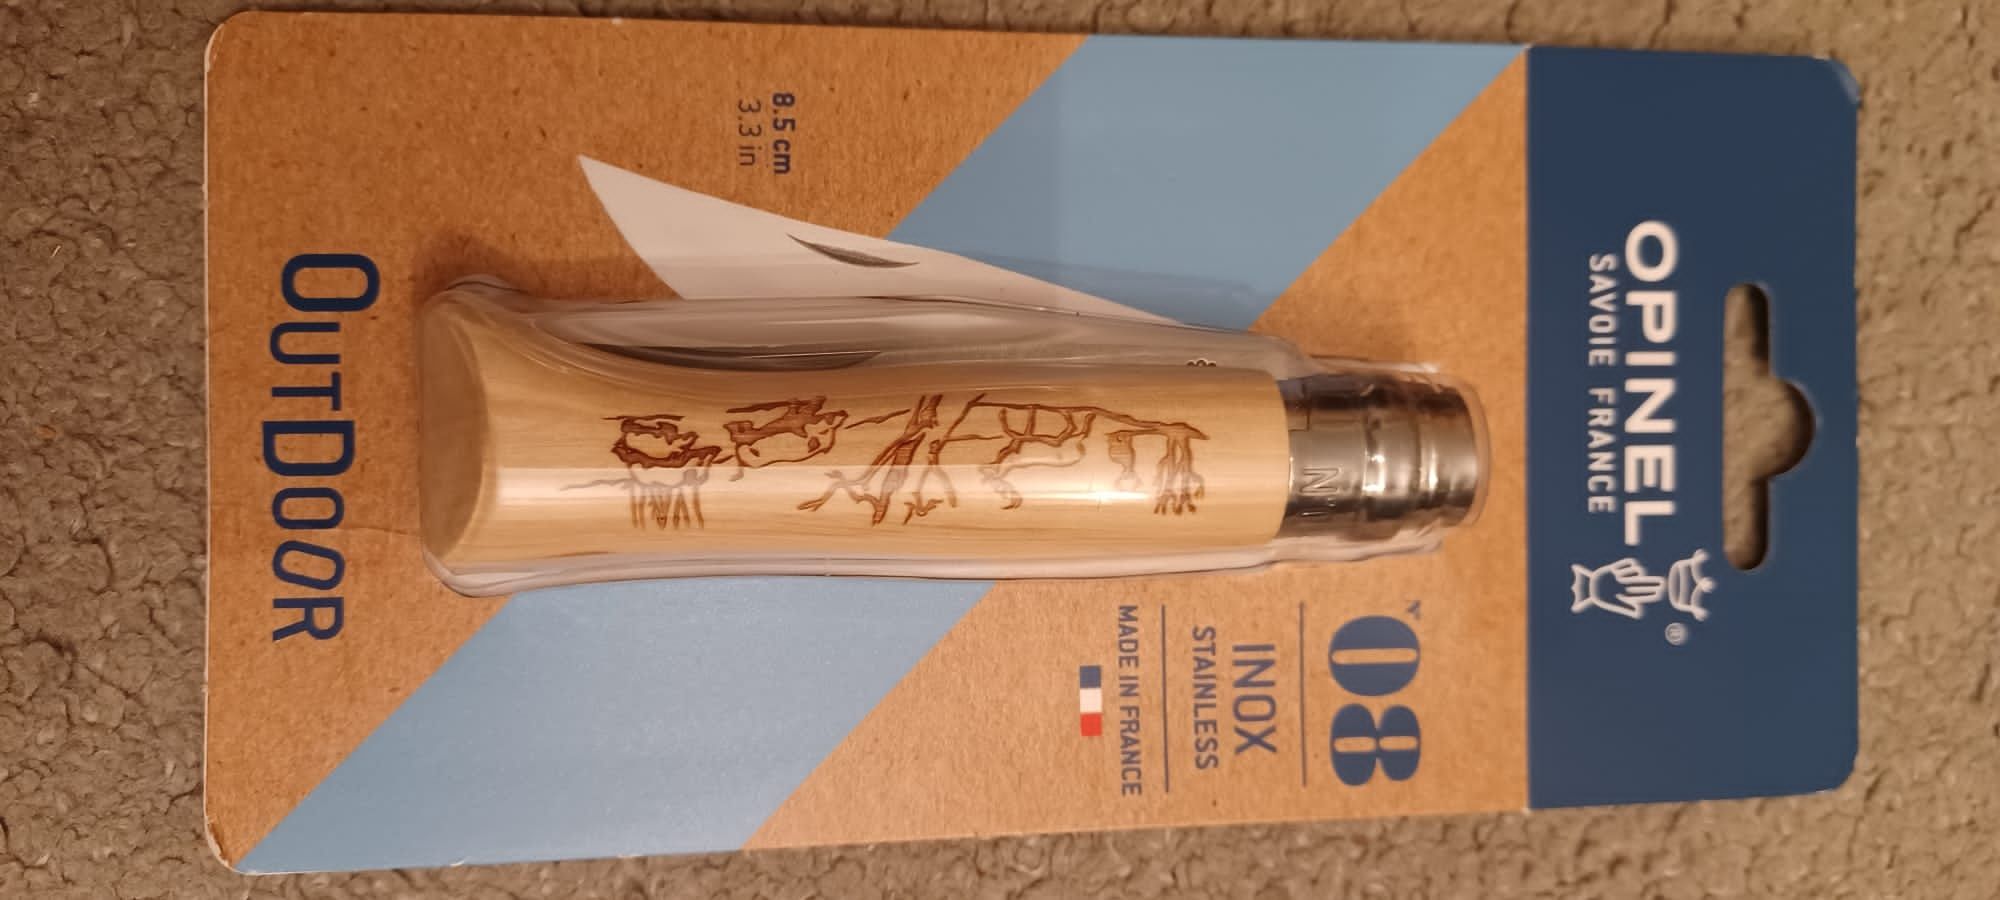 OPINEL®
SAVOIE FRANCE
N°08
INOX
STAINLESS
MADE IN FRANCE
8.5 cm
3.3 in
OUTDOOR